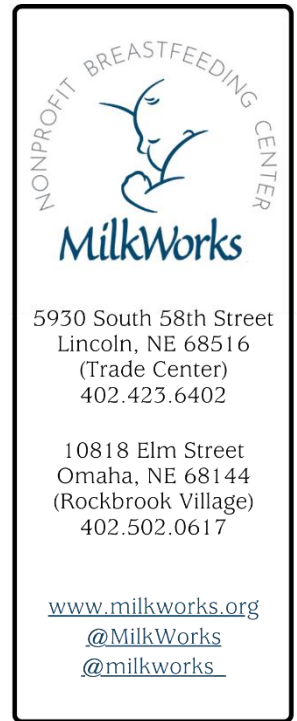 NONPROFIT BREASTFEEDING CENTER
MilkWorks
5930 South 58th Street
Lincoln, NE 68516
(Trade Center)
402.423.6402
10818 Elm Street
Omaha, NE 68144
(Rockbrook Village)
402.502.0617
www.milkworks.org
@MilkWorks
@milkworks_